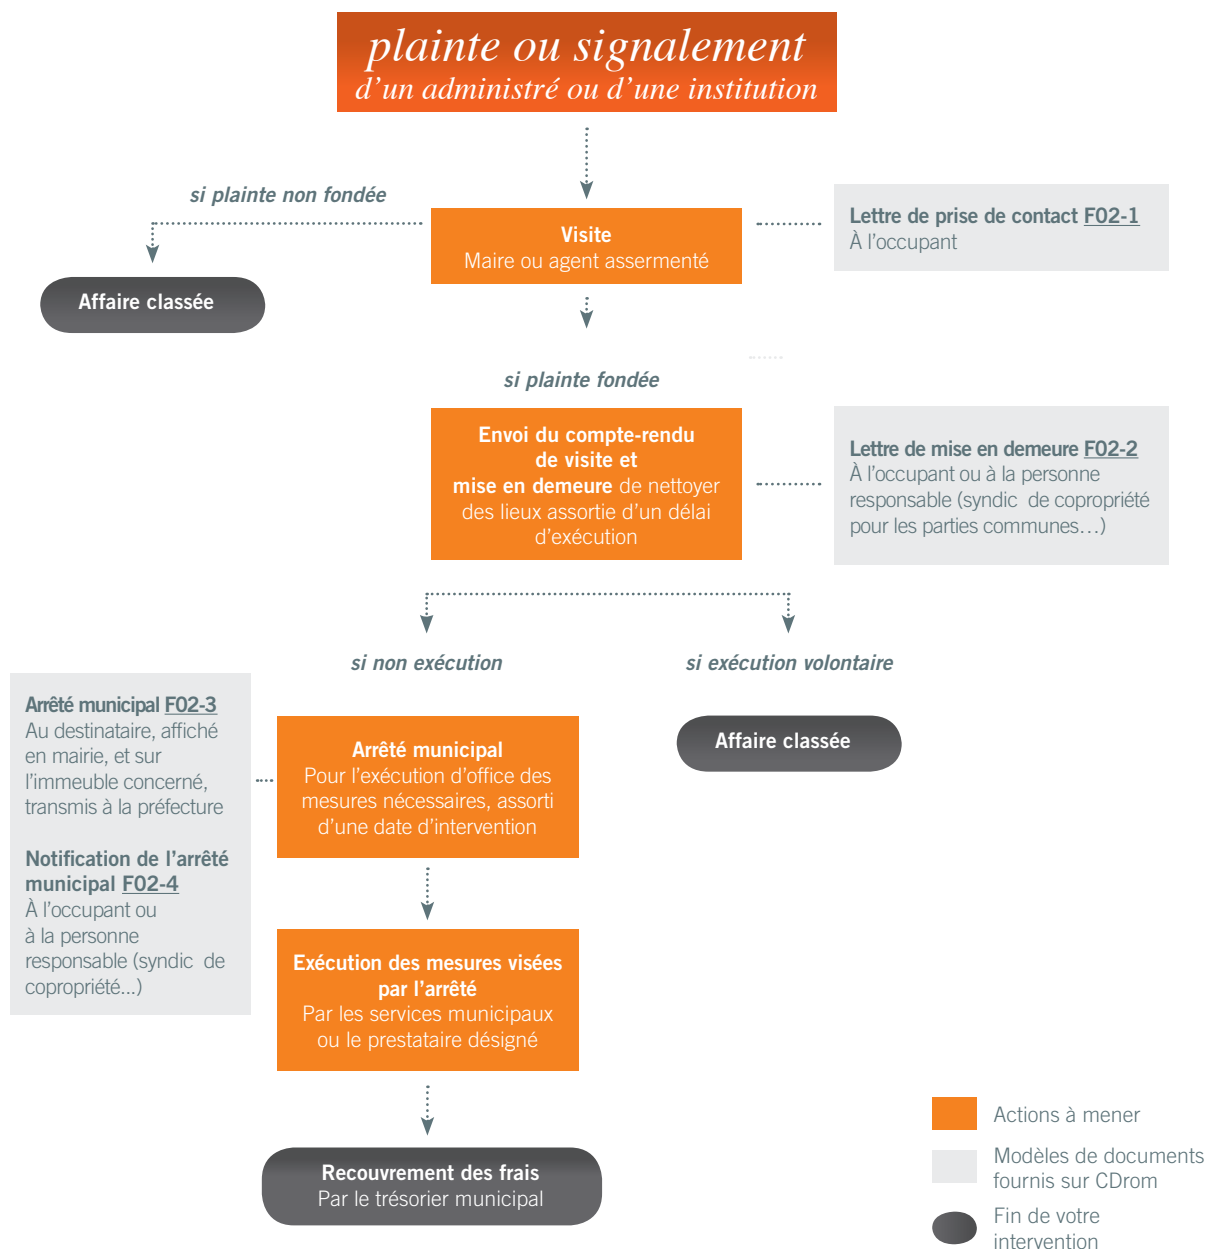 plainte ou signalement
d'un administré ou d'une institution
si plainte non fondée
Visite
Maire ou agent assermenté
Lettre de prise de contact F02-1
À l'occupant
Affaire classée
si plainte fondée
Envoi du compte-rendu
de visite et
mise en demeure de nettoyer
des lieux assortie d'un délai
d'exécution
Lettre de mise en demeure F02-2
À l'occupant ou à la personne
responsable (syndic de copropriété
pour les parties communes…)
si non exécution
si exécution volontaire
Arrêté municipal F02-3
Au destinataire, affiché
en mairie, et sur
l'immeuble concerné,
transmis à la préfecture
Notification de l'arrêté
municipal F02-4
À l'occupant ou
à la personne
responsable (syndic de
copropriété...)
Arrêté municipal
Pour l'exécution d'office des
mesures nécessaires, assorti
d'une date d'intervention
Affaire classée
Exécution des mesures visées
par l'arrêté
Par les services municipaux
ou le prestataire désigné
Recouvrement des frais
Par le trésorier municipal
Actions à mener
Modèles de documents
fournis sur CDrom
Fin de votre
intervention